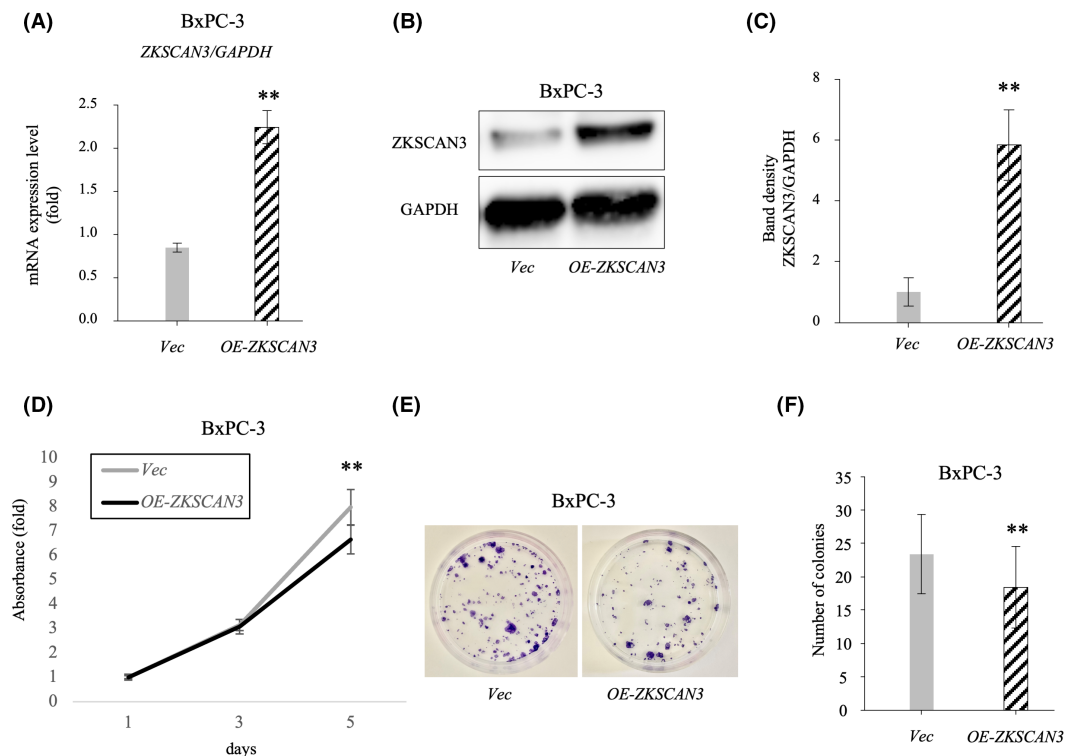 (A)
BxPC-3
ZKSCAN3/GAPDH
mRNA expression level
(fold)
2.5
2.0
1.5
1.0
0.5
0.0
**
Vec
OE-ZKSCAN3
(B)
BxPC-3
ZKSCAN3
GAPDH
Vec
OE-ZKSCAN3
(C)
Band density
ZKSCAN3/GAPDH
8
6
4
2
0
**
Vec
OE-ZKSCAN3
(D)
BxPC-3
Absorbance (fold)
10
9
8
7
6
5
4
3
2
1
0
Vec
OE-ZKSCAN3
**
1
3
5
days
(E)
BxPC-3
Vec
OE-ZKSCAN3
(F)
BxPC-3
Number of colonies
35
30
25
20
15
10
5
0
**
Vec
OE-ZKSCAN3